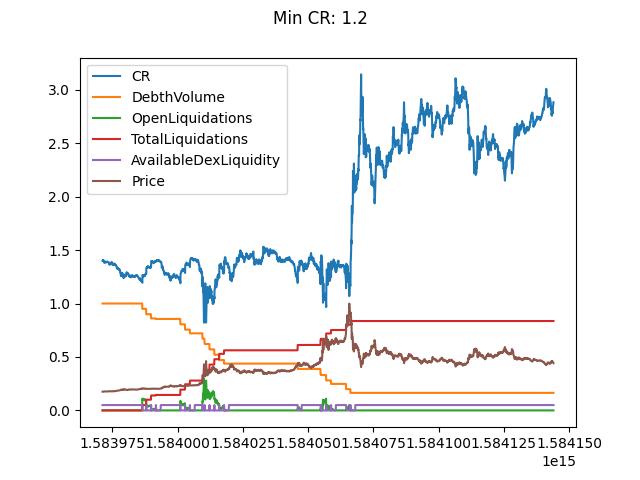 Min CR: 1.2
3.0
2.5
2.0
1.5
1.0
0.5
0.0
CR
DebthVolume
OpenLiquidations
TotalLiquidations
AvailableDexLiquidity
Price
1.583975 1.584000 1.584025 1.584050 1.584075 1.584100 1.584125 1.584150
1e15